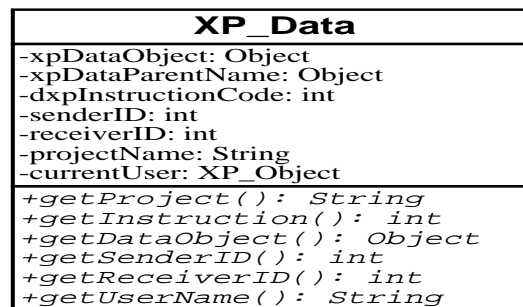 XP_Data
-xpDataObject: Object
-xpDataParentName: Object
-dxpInstructionCode: int
-senderID: int
-receiverID: int
-projectName: String
-currentUser: XP_Object
+getProject(): String
+getInstruction(): int
+getDataObject(): Object
+getSenderID(): int
+getReceiverID(): int
+getUserName(): String